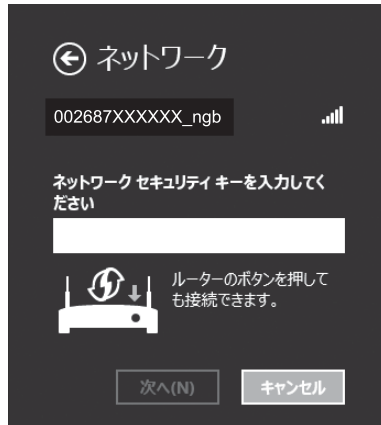 ネットワーク
002687XXXXXX_ngb
ネットワーク セキュリティ キーを入力してく
ださい
ルーターのボタンを押して
も接続できます。
次へ(N)
キャンセル